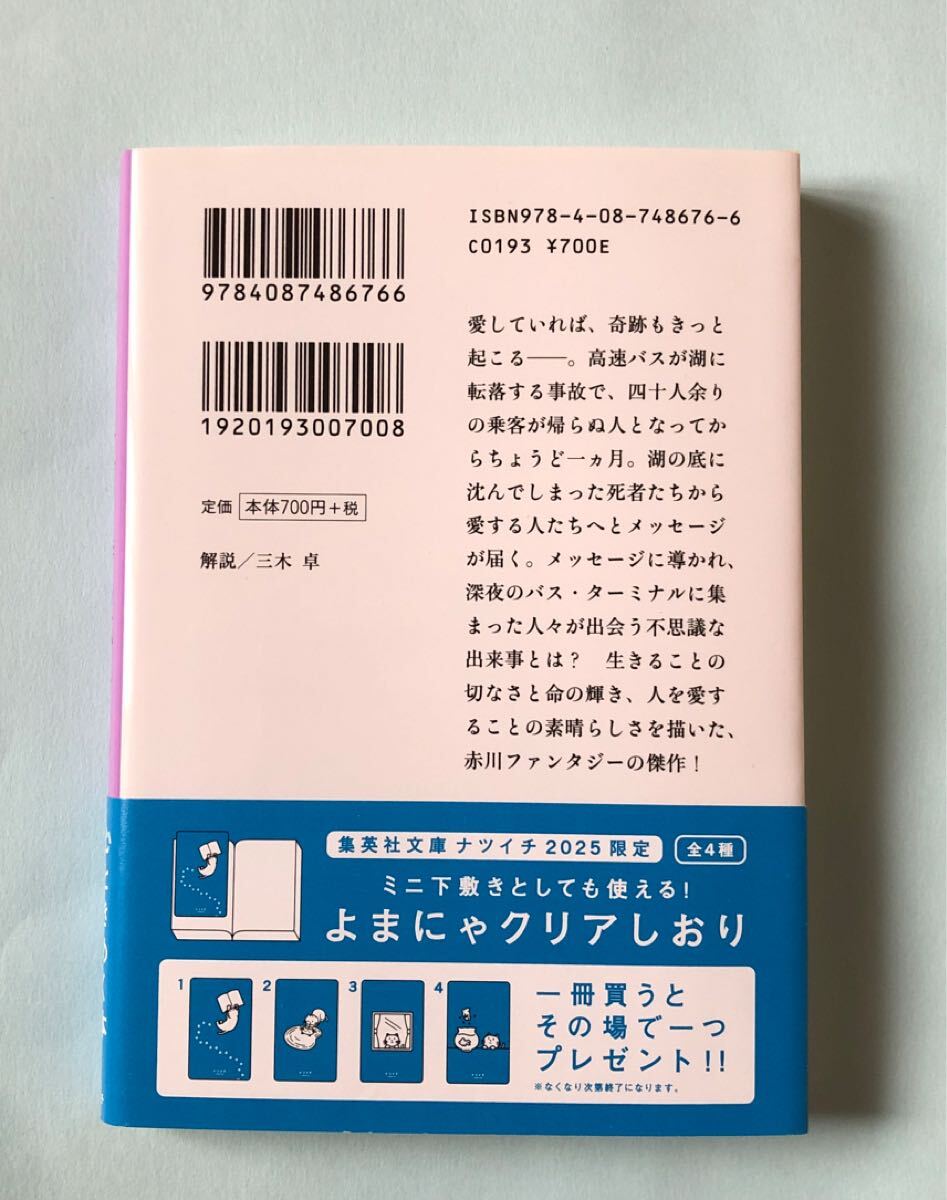 9784087486766
1920193007008
定価 本体700円+税
解説／三木 卓
ISBN978-4-08-748676-6
C0193 ¥700E
愛していれば、奇跡もきっと
起こる――。高速バスが湖に
転落する事故で、四十人余り
の乗客が帰らぬ人となってか
らちょうど一ヵ月。湖の底に
沈んでしまった死者たちから
愛する人たちへとメッセージ
が届く。メッセージに導かれ、
深夜のバス・ターミナルに集
まった人々が出会う不思議な
出来事とは？　生きることの
切なさと命の輝き、人を愛す
ることの素晴らしさを描いた、
赤川ファンタジーの傑作！
集英社文庫 ナツイチ2025限定 全4種
ミニ下敷きとしても使える！
よまにゃクリアしおり
1 2 3 4
一冊買うと
その場で一つ
プレゼント!!
※なくなり次第終了になります。